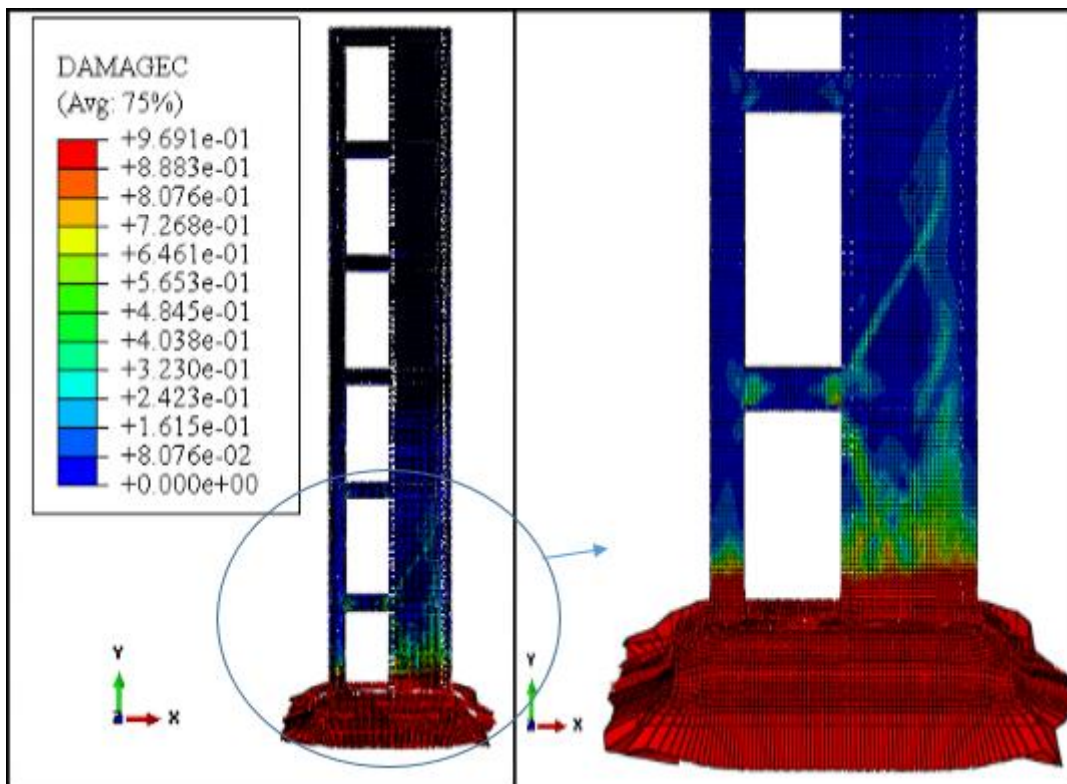 DAMAGEC
(Avg: 75%)
+9.691e-01
+8.883e-01
+8.076e-01
+7.268e-01
+6.461e-01
+5.653e-01
+4.845e-01
+4.038e-01
+3.230e-01
+2.423e-01
+1.615e-01
+8.076e-02
+0.000e+00
Y
X
Y
X